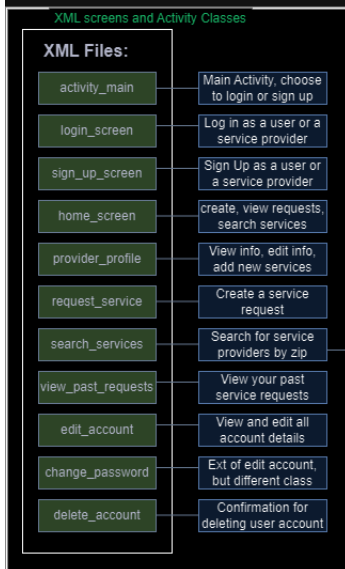 XML screens and Activity Classes
XML Files:
activity_main
Main Activity, choose
to login or sign up
login_screen
Log in as a user or a
service provider
sign_up_screen
Sign Up as a user or
a service provider
home_screen
create, view requests,
search services
provider_profile
View info, edit info,
add new services
request_service
Create a service
request
search_services
Search for service
providers by zip
view_past_requests
View your past
service requests
edit_account
View and edit all
account details
change_password
Ext of edit account,
but different class
delete_account
Confirmation for
deleting user account